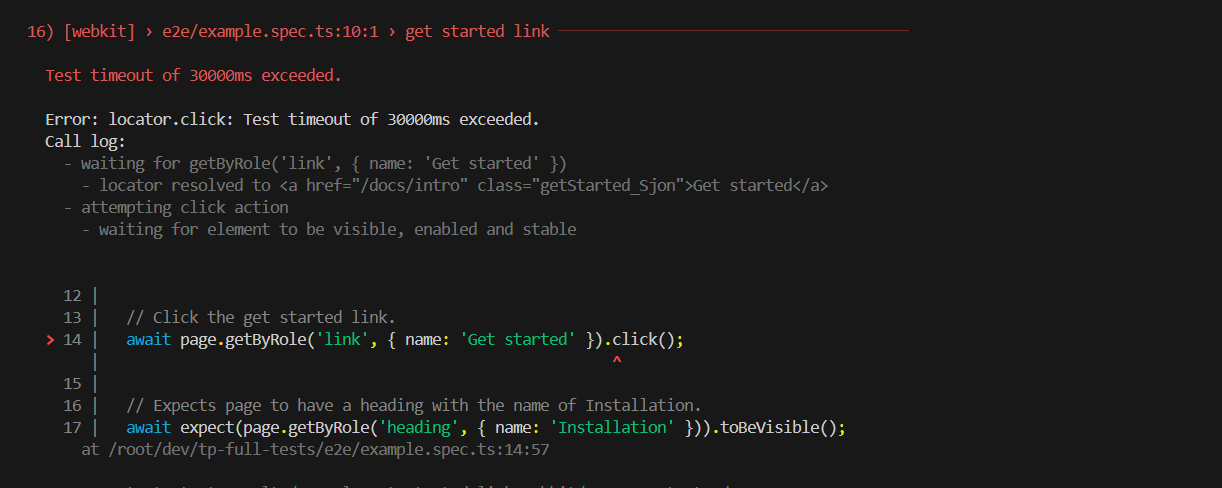 16) [webkit] › e2e/example.spec.ts:10:1 › get started link
Test timeout of 30000ms exceeded.
Error: locator.click: Test timeout of 30000ms exceeded.
Call log:
- waiting for getByRole('link', { name: 'Get started' })
- locator resolved to <a href="/docs/intro" class="getStarted_Sjon">Get started</a>
- attempting click action
- waiting for element to be visible, enabled and stable
12 |
13 | // Click the get started link.
> 14 | await page.getByRole('link', { name: 'Get started' }).click();
| ^
15 |
16 | // Expects page to have a heading with the name of Installation.
17 | await expect(page.getByRole('heading', { name: 'Installation' })).toBeVisible();
at /root/dev/tp-full-tests/e2e/example.spec.ts:14:57